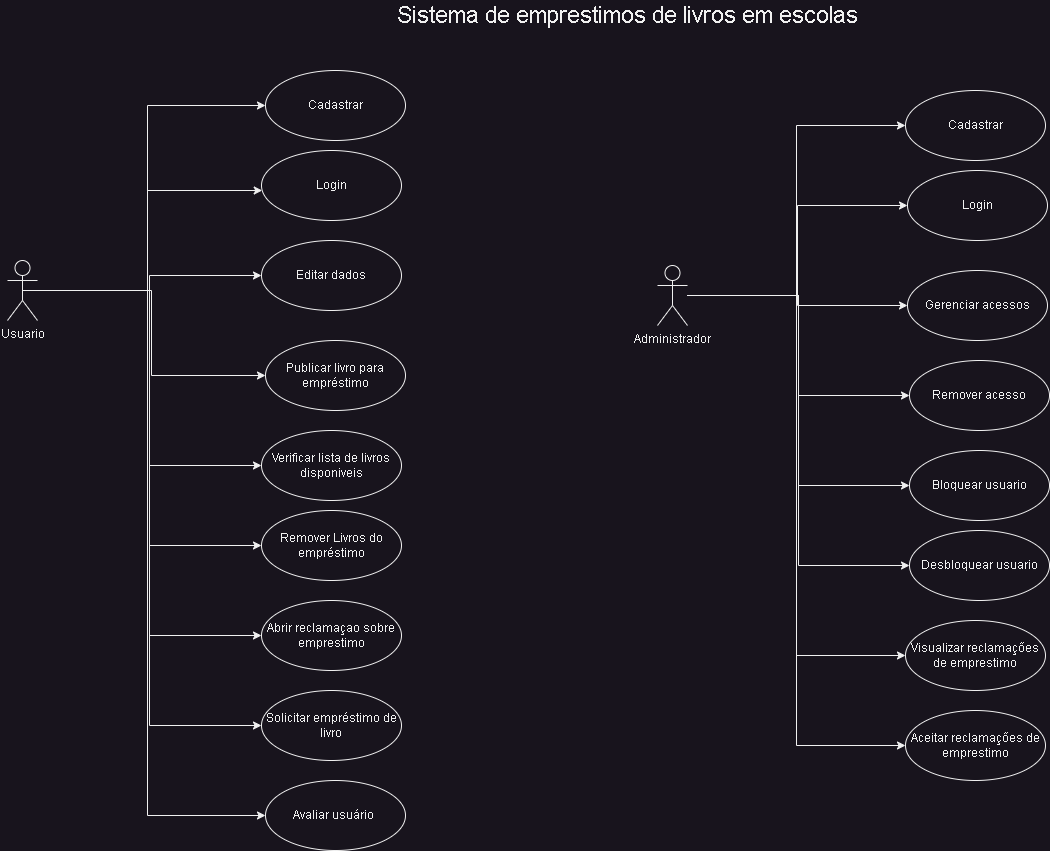 Sistema de emprestimos de livros em escolas
Cadastrar
Login
Editar dados
Usuario
Publicar livro para
empréstimo
Verificar lista de livros
disponiveis
Remover Livros do
empréstimo
Abrir reclamaçao sobre
emprestimo
Solicitar empréstimo de
livro
Avaliar usuário
Cadastrar
Login
Gerenciar acessos
Administrador
Remover acesso
Bloquear usuario
Desbloquear usuario
Visualizar reclamações
de emprestimo
Aceitar reclamações de
emprestimo